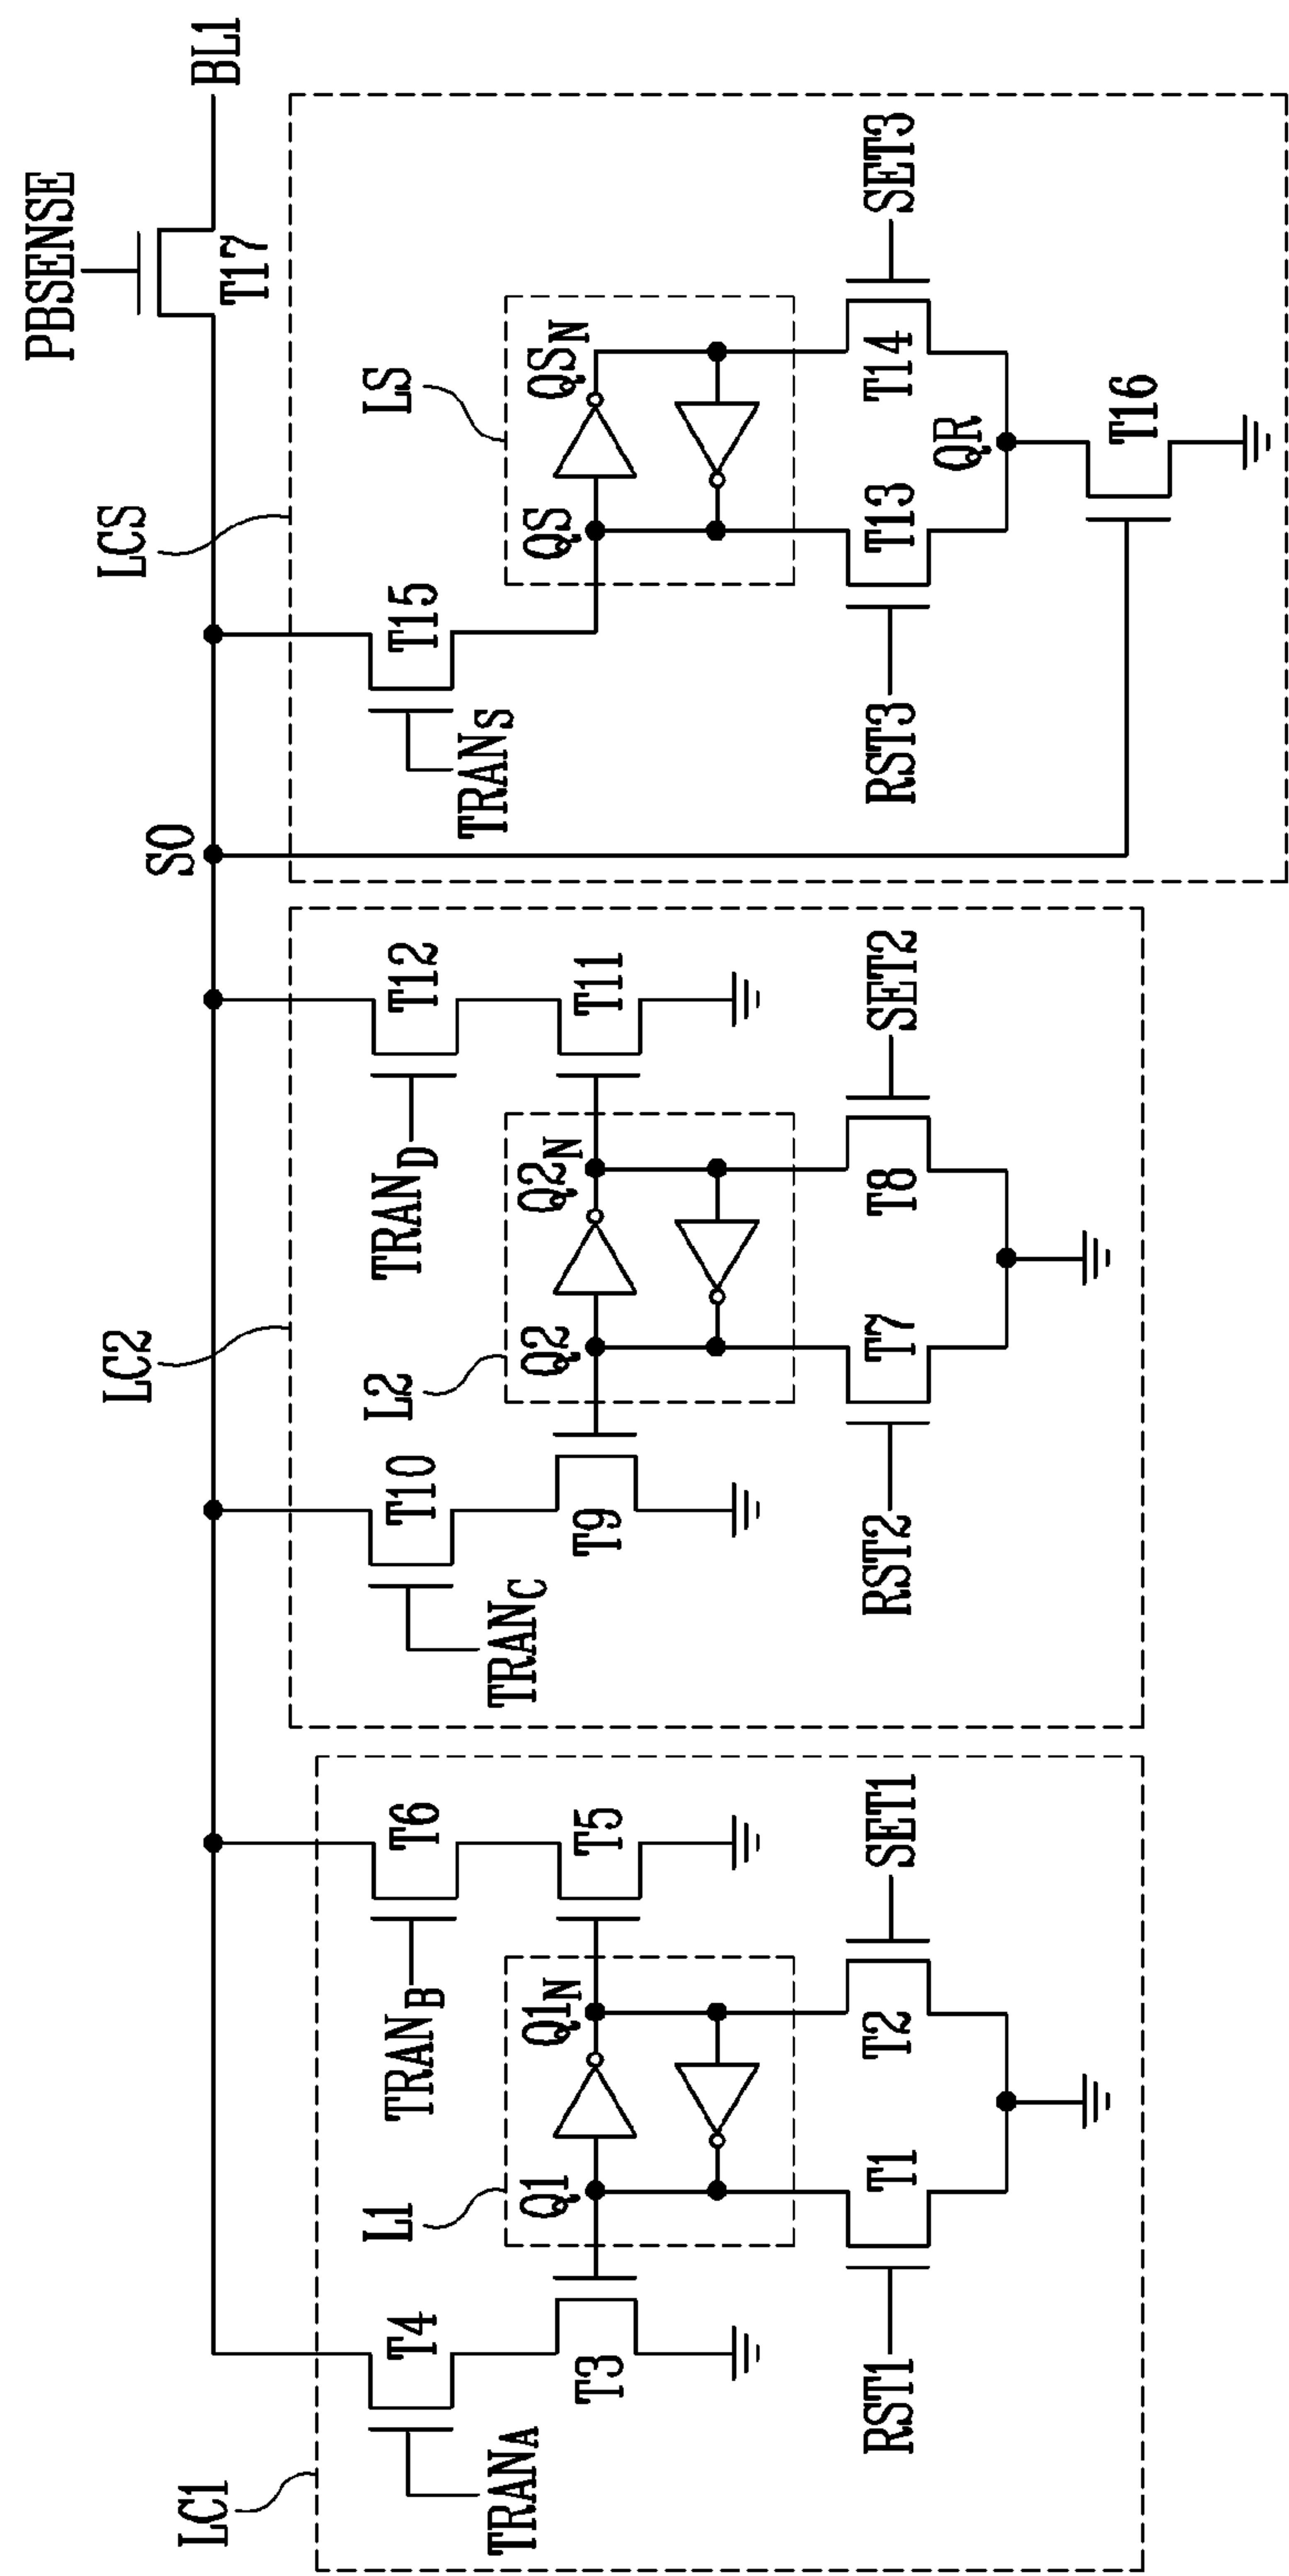 PBSENSE
BL1
T17
SO
LCS
T15
TRANS
LS
QS
QSN
T13
T14
RST3
SET3
QR
T16
LC2
T10
TRANC
T12
TRAND
L2
Q2
Q2N
T9
T11
T7
T8
RST2
SET2
LC1
T4
TRANA
T6
TRANB
L1
Q1
Q1N
T3
T5
T1
T2
RST1
SET1